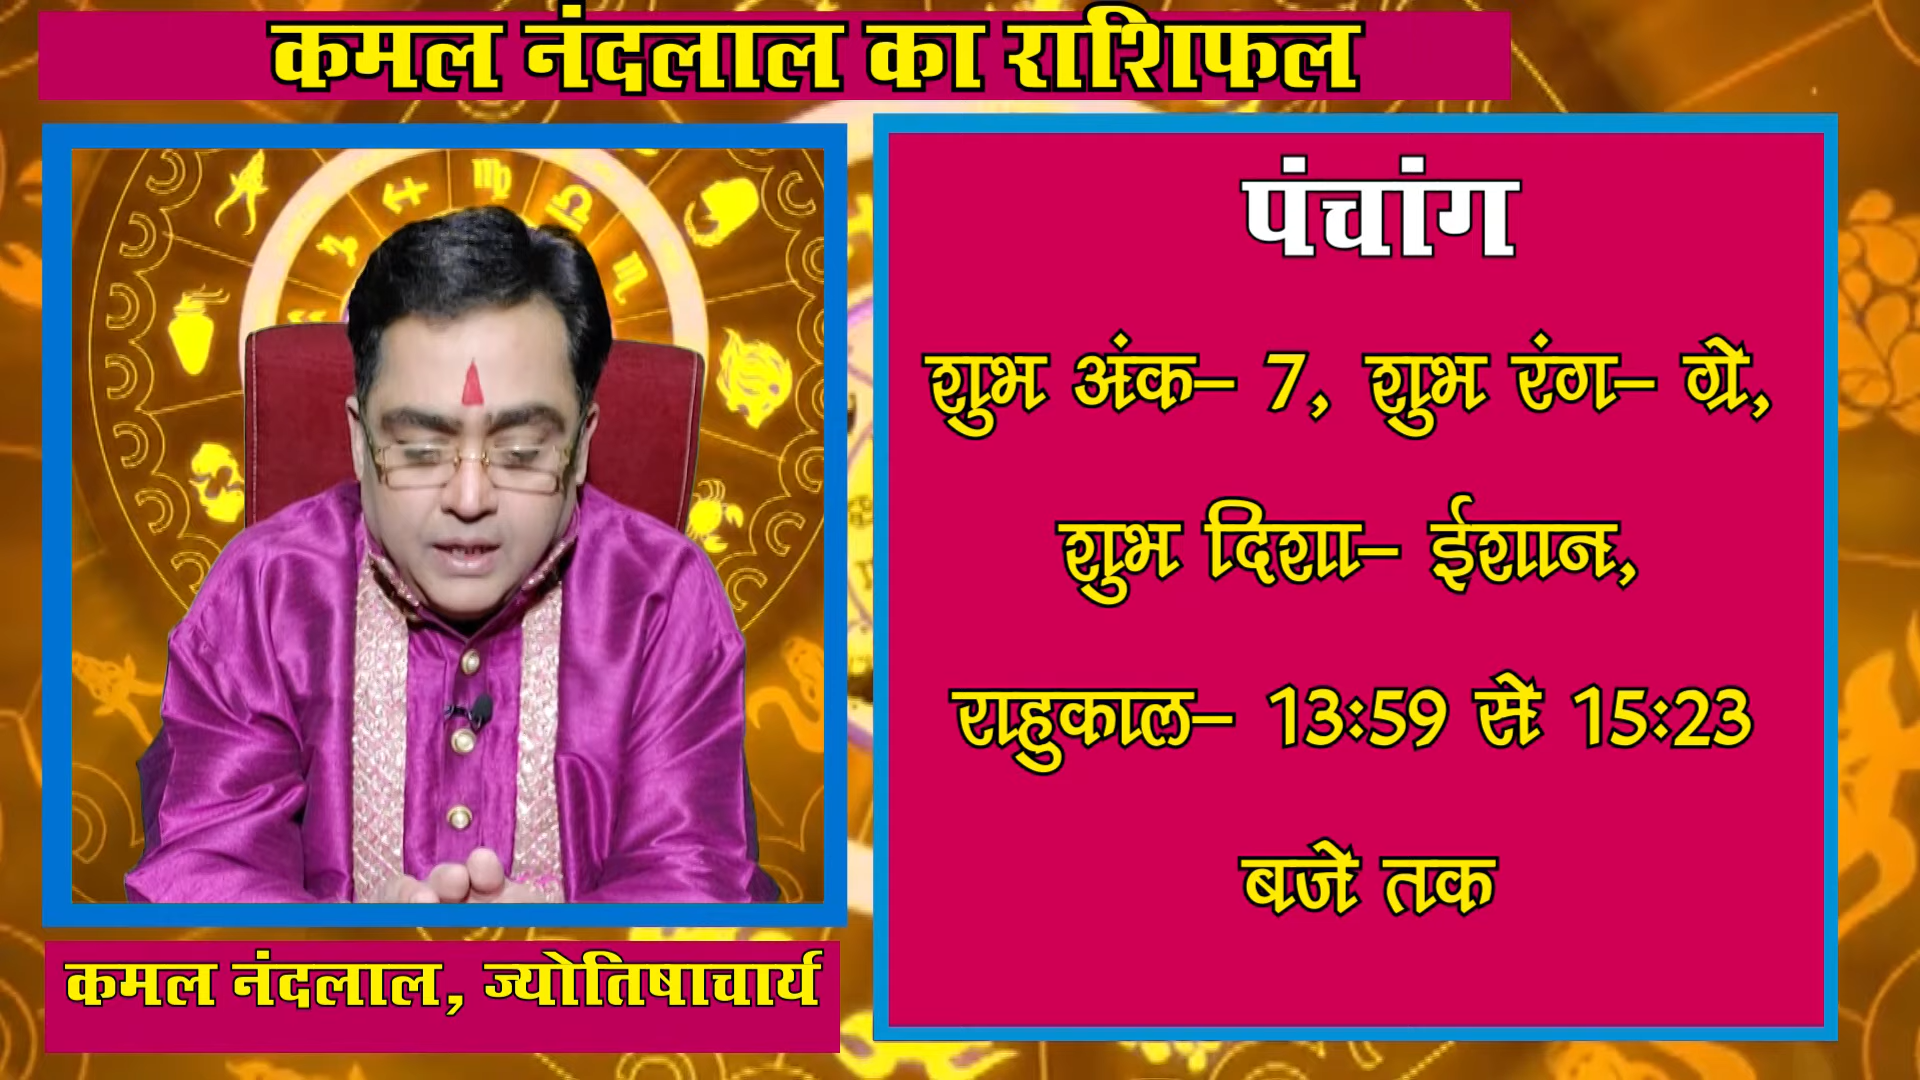 कमल नंदलाल का राशिफल
पंचांग
शुभ अंक– 7, शुभ रंग– ग्रे,
शुभ दिशा– ईशान,
राहुकाल– 13:59 से 15:23
बजे तक
कमल नंदलाल, ज्योतिषाचार्य